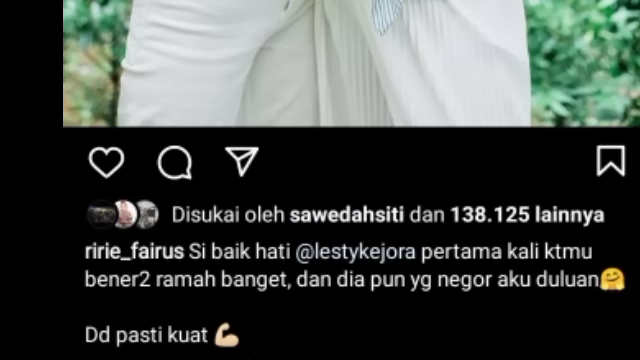 Disukai oleh sawedahsiti dan 138.125 lainnya
ririe_fairus Si baik hati @lestykejora pertama kali ktmu
bener2 ramah banget, dan dia pun yg negor aku duluan🤗
Dd pasti kuat 💪🏼